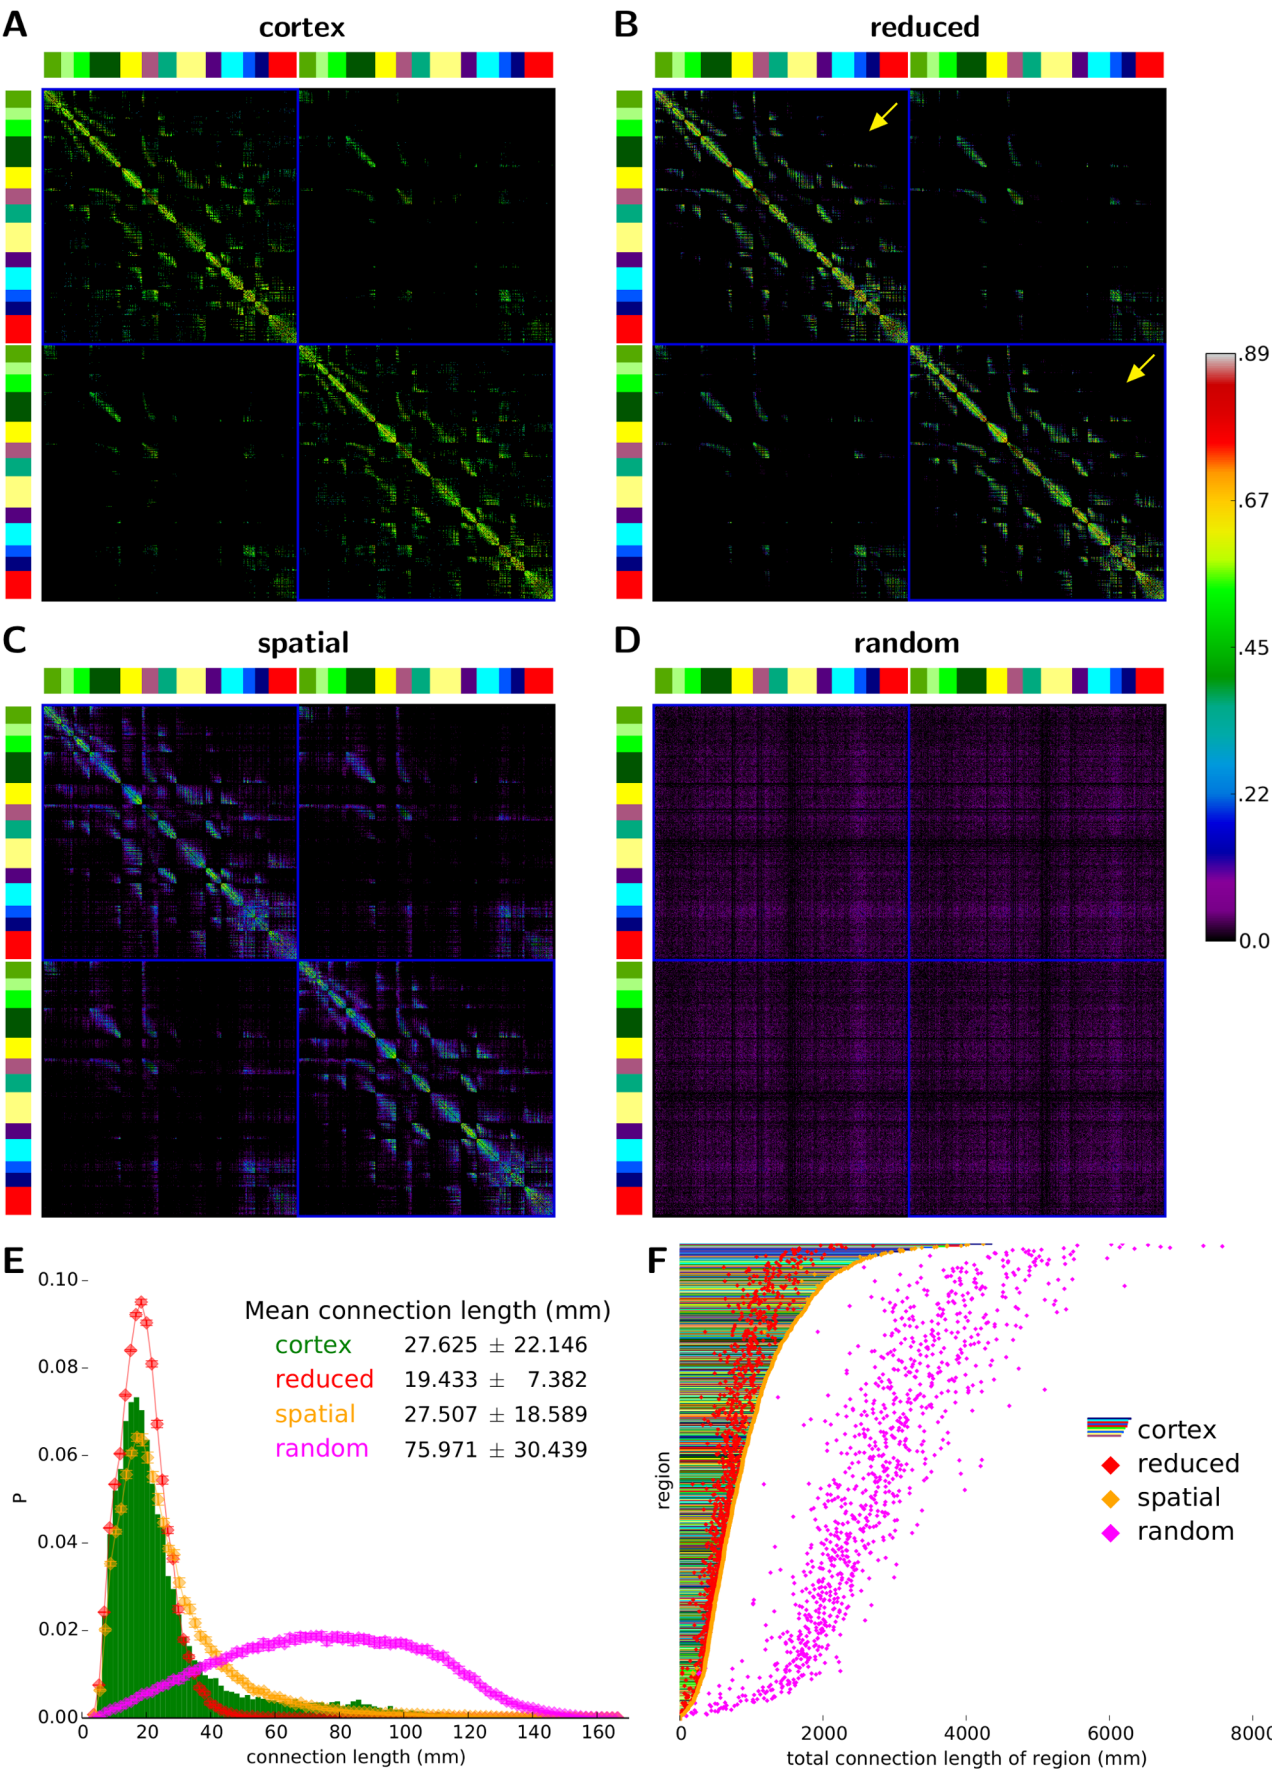 A
cortex
B
reduced
.89
.67
.45
.22
0.0
C
spatial
D
random
E
0.10
0.08
0.06
0.04
0.02
0.00
P
0
20
40
60
80
100
120
140
160
connection length (mm)
Mean connection length (mm)
cortex 27.625 ± 22.146
reduced 19.433 ± 7.382
spatial 27.507 ± 18.589
random 75.971 ± 30.439
F
region
cortex
reduced
spatial
random
0
2000
4000
6000
8000
total connection length of region (mm)